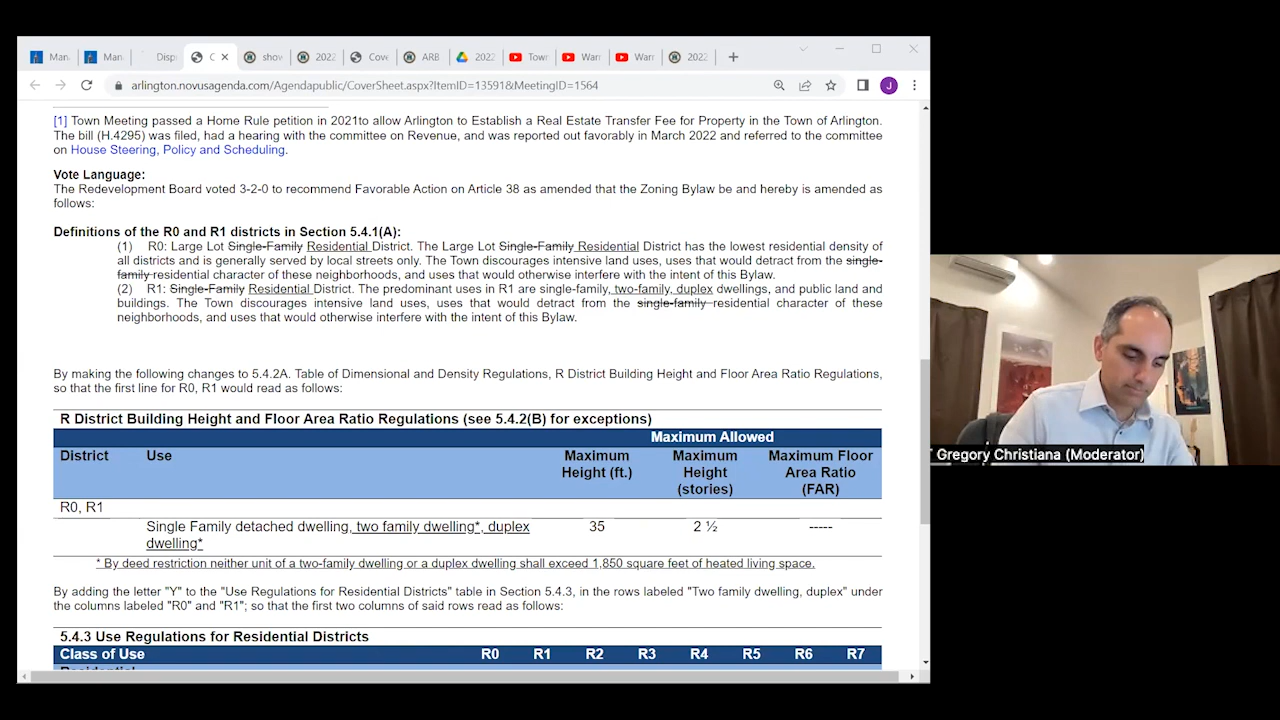 Man
Man
Disp
C
show
2022
Cove
ARB
2022
Town
Warr
Warr
2022
arlington.novusagenda.com/Agendapublic/CoverSheet.aspx?ItemID=13591&MeetingID=1564
J
[1] Town Meeting passed a Home Rule petition in 2021to allow Arlington to Establish a Real Estate Transfer Fee for Property in the Town of Arlington.
The bill (H.4295) was filed, had a hearing with the committee on Revenue, and was reported out favorably in March 2022 and referred to the committee
on House Steering, Policy and Scheduling.
Vote Language:
The Redevelopment Board voted 3-2-0 to recommend Favorable Action on Article 38 as amended that the Zoning Bylaw be and hereby is amended as
follows:
Definitions of the R0 and R1 districts in Section 5.4.1(A):
(1) R0: Large Lot Single-Family Residential District. The Large Lot Single-Family Residential District has the lowest residential density of
all districts and is generally served by local streets only. The Town discourages intensive land uses, uses that would detract from the single-
family residential character of these neighborhoods, and uses that would otherwise interfere with the intent of this Bylaw.
(2) R1: Single-Family Residential District. The predominant uses in R1 are single-family, two-family, duplex dwellings, and public land and
buildings. The Town discourages intensive land uses, uses that would detract from the single-family residential character of these
neighborhoods, and uses that would otherwise interfere with the intent of this Bylaw.
By making the following changes to 5.4.2A. Table of Dimensional and Density Regulations, R District Building Height and Floor Area Ratio Regulations,
so that the first line for R0, R1 would read as follows:
R District Building Height and Floor Area Ratio Regulations (see 5.4.2(B) for exceptions)
Maximum Allowed
District Use Maximum Maximum Maximum Floor
Height (ft.) Height Area Ratio
(stories) (FAR)
R0, R1
Single Family detached dwelling, two family dwelling*, duplex 35 2 ½ -----
dwelling*
* By deed restriction neither unit of a two-family dwelling or a duplex dwelling shall exceed 1,850 square feet of heated living space.
By adding the letter "Y" to the "Use Regulations for Residential Districts" table in Section 5.4.3, in the rows labeled "Two family dwelling, duplex" under
the columns labeled "R0" and "R1"; so that the first two columns of said rows read as follows:
5.4.3 Use Regulations for Residential Districts
Class of Use R0 R1 R2 R3 R4 R5 R6 R7
Residential
Gregory Christiana (Moderator)